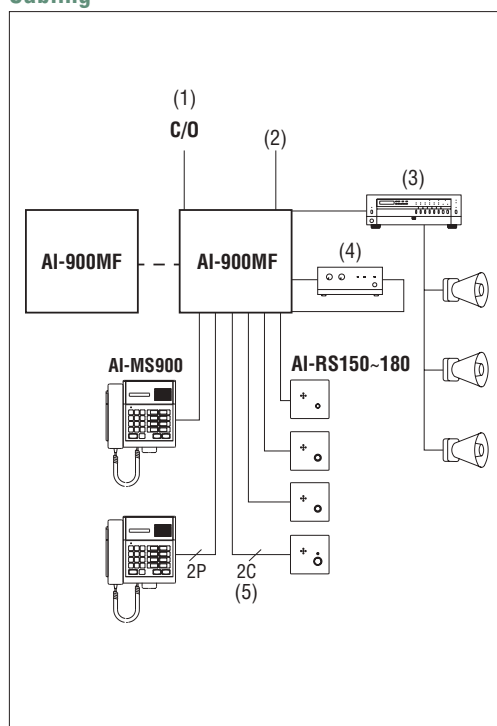 Cabling
(1)
C/O
(2)
(3)
AI-900MF
AI-900MF
(4)
AI-MS900
AI-RS150~180
2P
2C
(5)